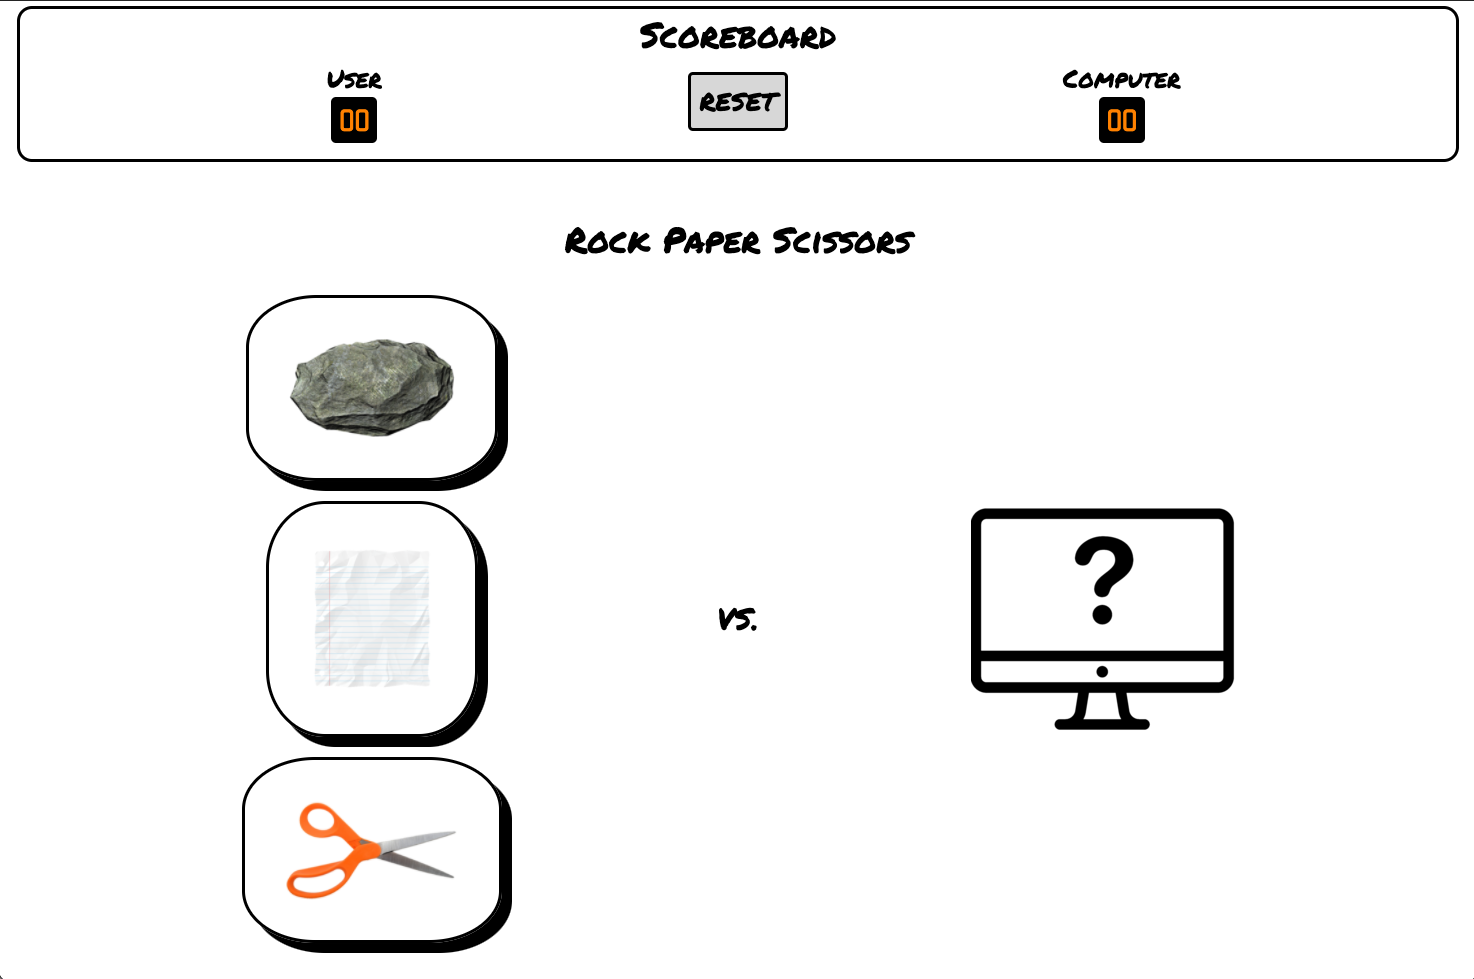 Scoreboard
User
RESET
Computer
00
00
Rock Paper Scissors
VS.
?